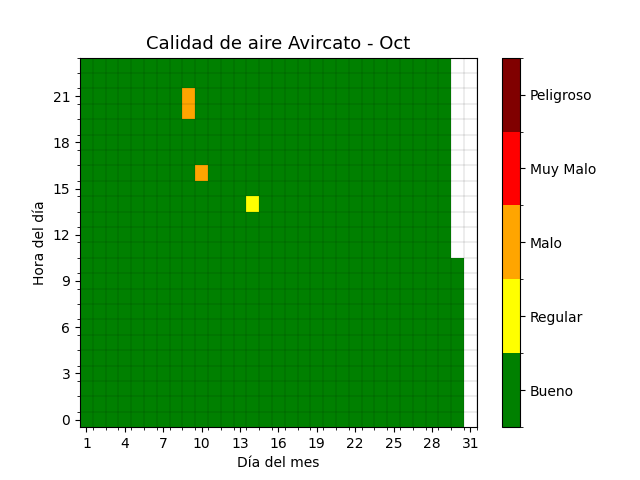 Calidad de aire Avircato - Oct
21
18
15
12
9
6
3
0
Hora del día
1 4 7 10 13 16 19 22 25 28 31
Día del mes
Peligroso
Muy Malo
Malo
Regular
Bueno